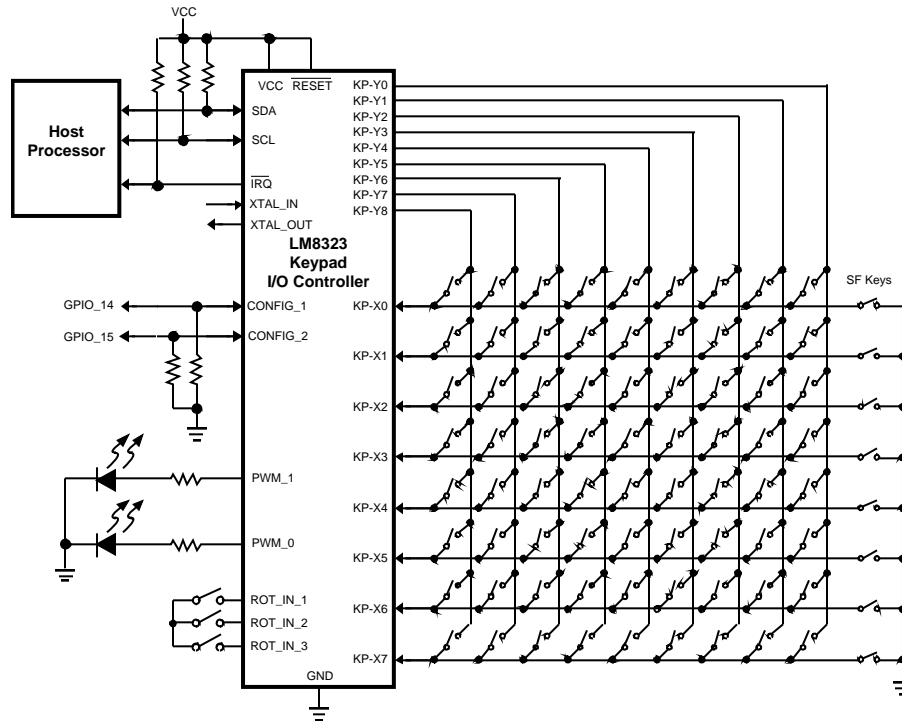 VCC
VCC RESET
SDA
SCL
IRQ
XTAL_IN
XTAL_OUT
Host
Processor
LM8323
Keypad
I/O Controller
GPIO_14
CONFIG_1
GPIO_15
CONFIG_2
PWM_1
PWM_0
ROT_IN_1
ROT_IN_2
ROT_IN_3
GND
KP-Y0
KP-Y1
KP-Y2
KP-Y3
KP-Y4
KP-Y5
KP-Y6
KP-Y7
KP-Y8
SF Keys
KP-X0
KP-X1
KP-X2
KP-X3
KP-X4
KP-X5
KP-X6
KP-X7